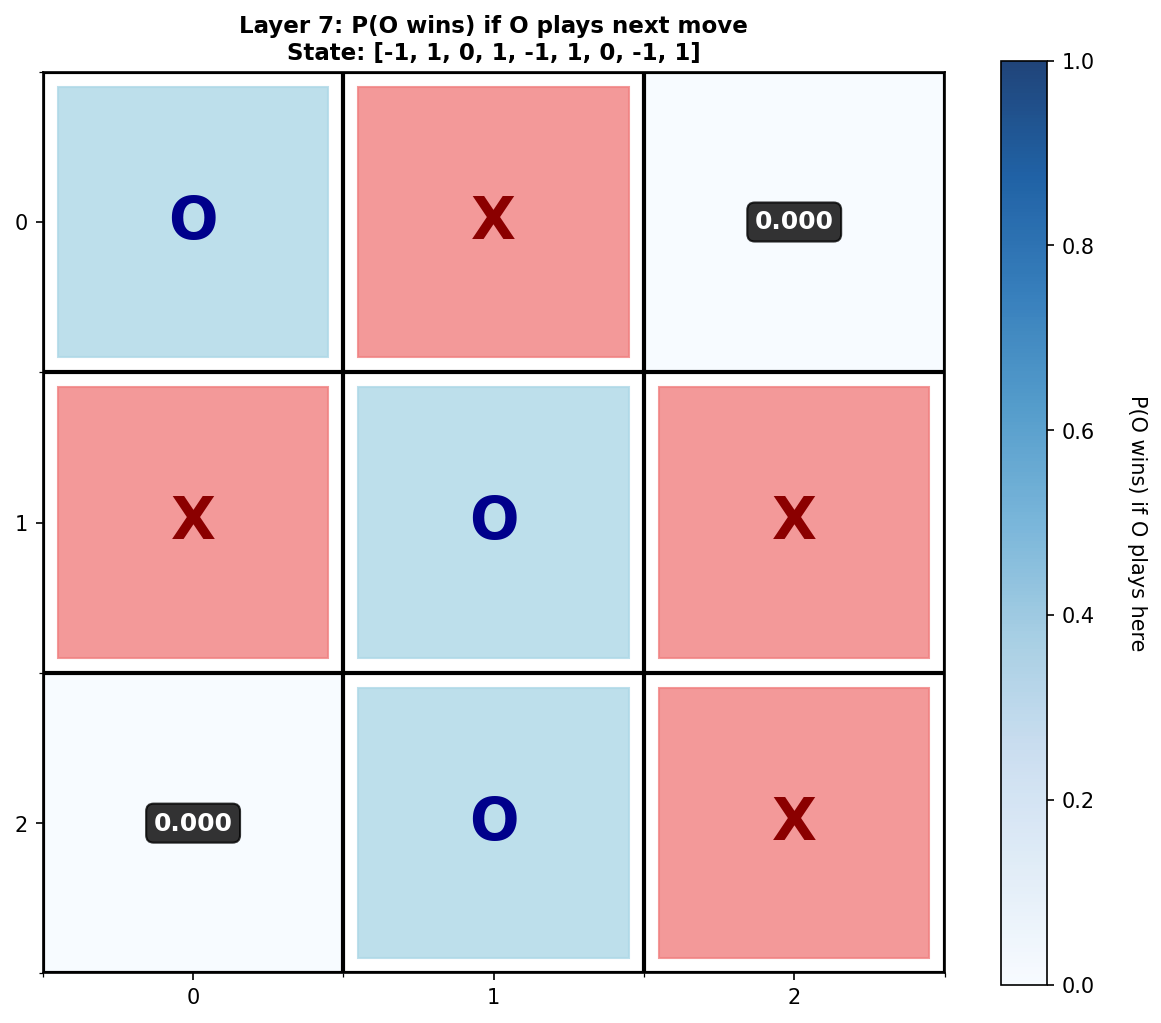 Layer 7: P(O wins) if O plays next move
State: [-1, 1, 0, 1, -1, 1, 0, -1, 1]
O X 0.000
X O X
0.000 O X
0
1
2
0 1 2
1.0
0.8
0.6
0.4
0.2
0.0
P(O wins) if O plays here